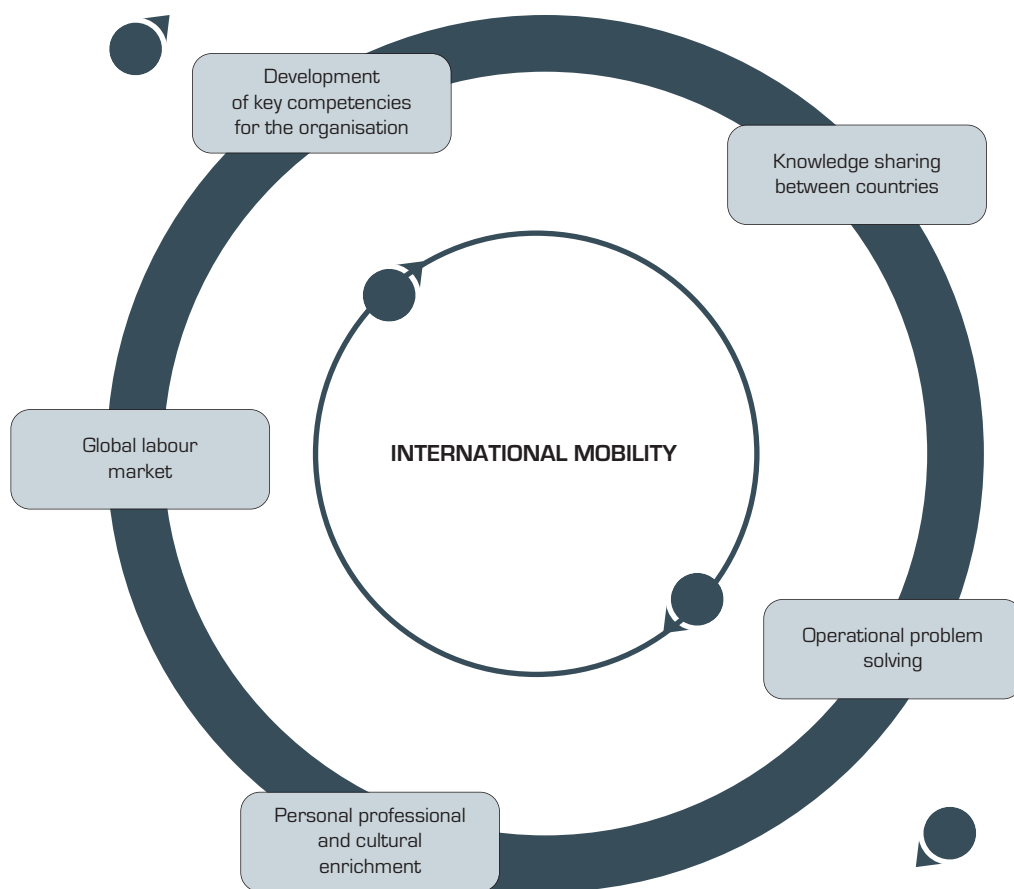 Development
of key competencies
for the organisation
Knowledge sharing
between countries
Global labour
market
INTERNATIONAL MOBILITY
Operational problem
solving
Personal professional
and cultural
enrichment